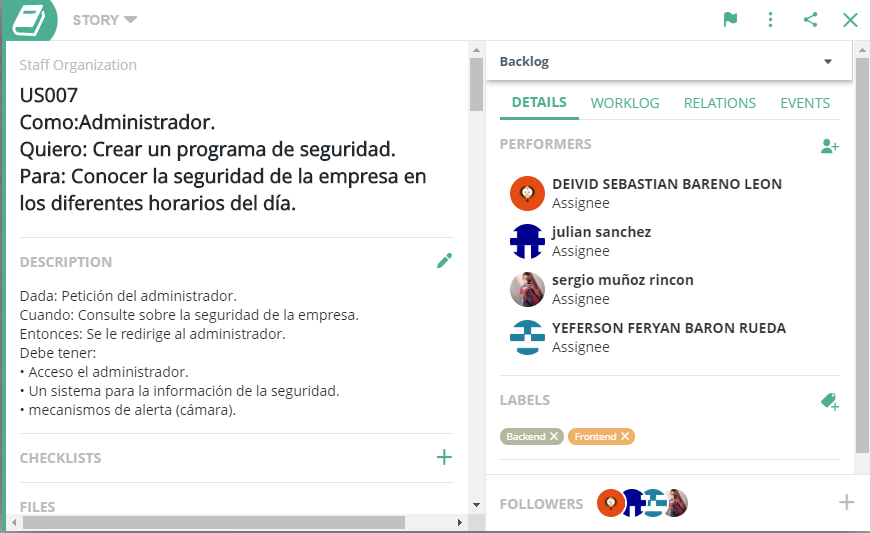 STORY
Staff Organization
US007
Como:Administrador.
Quiero: Crear un programa de seguridad.
Para: Conocer la seguridad de la empresa en
los diferentes horarios del día.
DESCRIPTION
Dada: Petición del administrador.
Cuando: Consulte sobre la seguridad de la empresa.
Entonces: Se le redirige al administrador.
Debe tener:
• Acceso el administrador.
• Un sistema para la información de la seguridad.
• mecanismos de alerta (cámara).
CHECKLISTS
FILES
Backlog
DETAILS WORKLOG RELATIONS EVENTS
PERFORMERS
DEIVID SEBASTIAN BARENO LEON
Assignee
julian sanchez
Assignee
sergio muñoz rincon
Assignee
YEFERSON FERYAN BARON RUEDA
Assignee
LABELS
Backend X Frontend X
FOLLOWERS